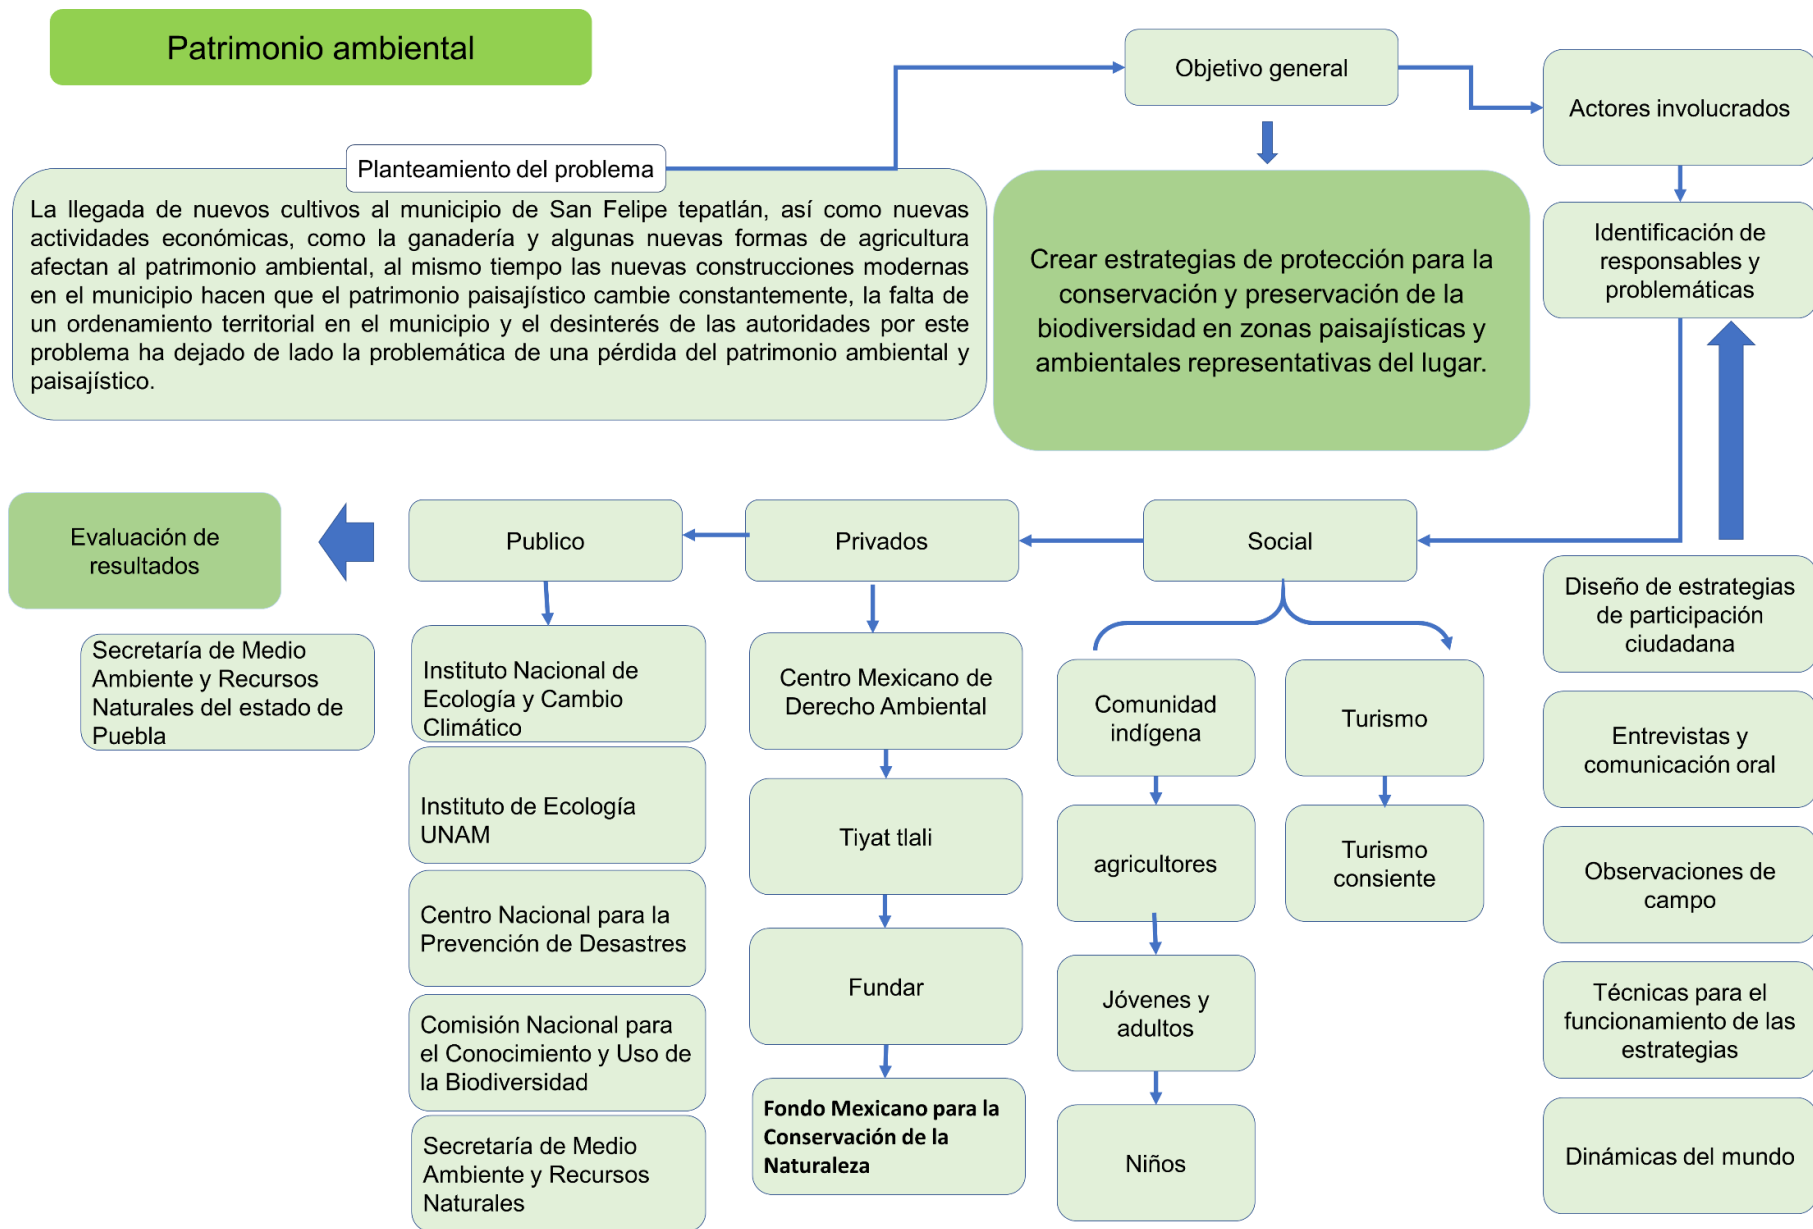 Patrimonio ambiental
Objetivo general
Actores involucrados
Planteamiento del problema
La llegada de nuevos cultivos al municipio de San Felipe tepatlán, así como nuevas
actividades económicas, como la ganadería y algunas nuevas formas de agricultura
afectan al patrimonio ambiental, al mismo tiempo las nuevas construcciones modernas
en el municipio hacen que el patrimonio paisajístico cambie constantemente, la falta de
un ordenamiento territorial en el municipio y el desinterés de las autoridades por este
problema ha dejado de lado la problemática de una pérdida del patrimonio ambiental y
paisajístico.
Crear estrategias de protección para la
conservación y preservación de la
biodiversidad en zonas paisajísticas y
ambientales representativas del lugar.
Identificación de
responsables y
problemáticas
Evaluación de
resultados
Publico
Privados
Social
Diseño de estrategias
de participación
ciudadana
Secretaría de Medio
Ambiente y Recursos
Naturales del estado de
Puebla
Instituto Nacional de
Ecología y Cambio
Climático
Instituto de Ecología
UNAM
Centro Nacional para la
Prevención de Desastres
Comisión Nacional para
el Conocimiento y Uso de
la Biodiversidad
Secretaría de Medio
Ambiente y Recursos
Naturales
Centro Mexicano de
Derecho Ambiental
Tiyat tlali
Fundar
Fondo Mexicano para la
Conservación de la
Naturaleza
Comunidad
indígena
agricultores
Jóvenes y
adultos
Niños
Turismo
Turismo
consiente
Entrevistas y
comunicación oral
Observaciones de
campo
Técnicas para el
funcionamiento de las
estrategias
Dinámicas del mundo